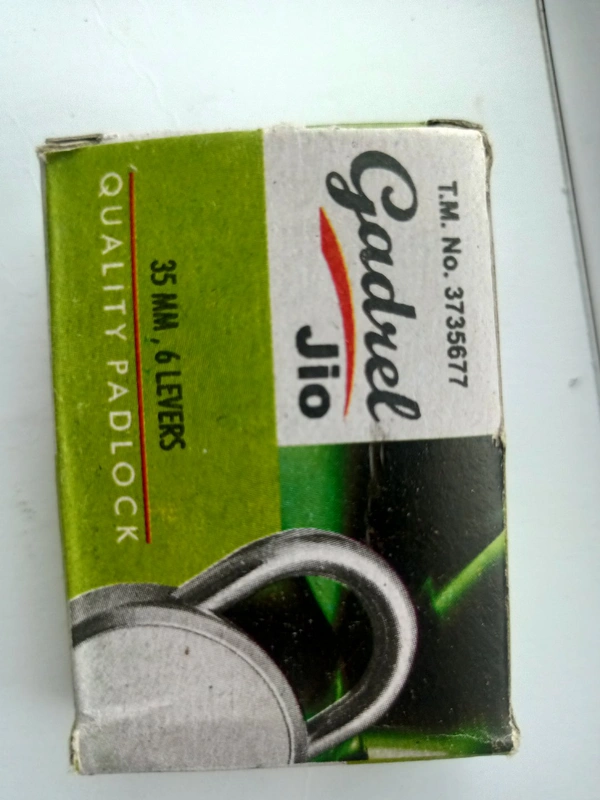 T.M. No. 3735677
Gadrel
Jio
35 MM, 6 LEVERS
QUALITY PADLOCK